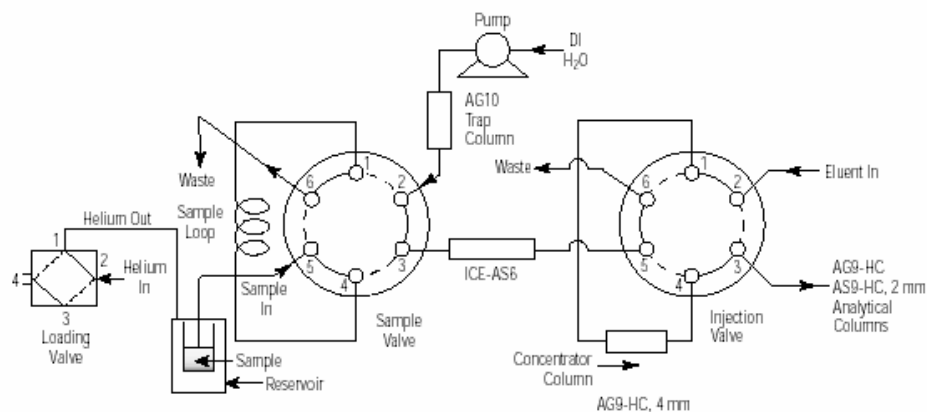 Pump
DI
H₂O
AG10
Trap
Column
1
2
3
4
5
6
Waste
Sample
Loop
Helium Out
1
2
3
4
Helium
In
Loading
Valve
Sample
In
Sample
Valve
Sample
Reservoir
ICE-AS6
Waste
1
2
3
4
5
6
Eluent In
AG9-HC
AS9-HC, 2 mm
Analytical
Columns
Injection
Valve
Concentrator
Column
AG9-HC, 4 mm